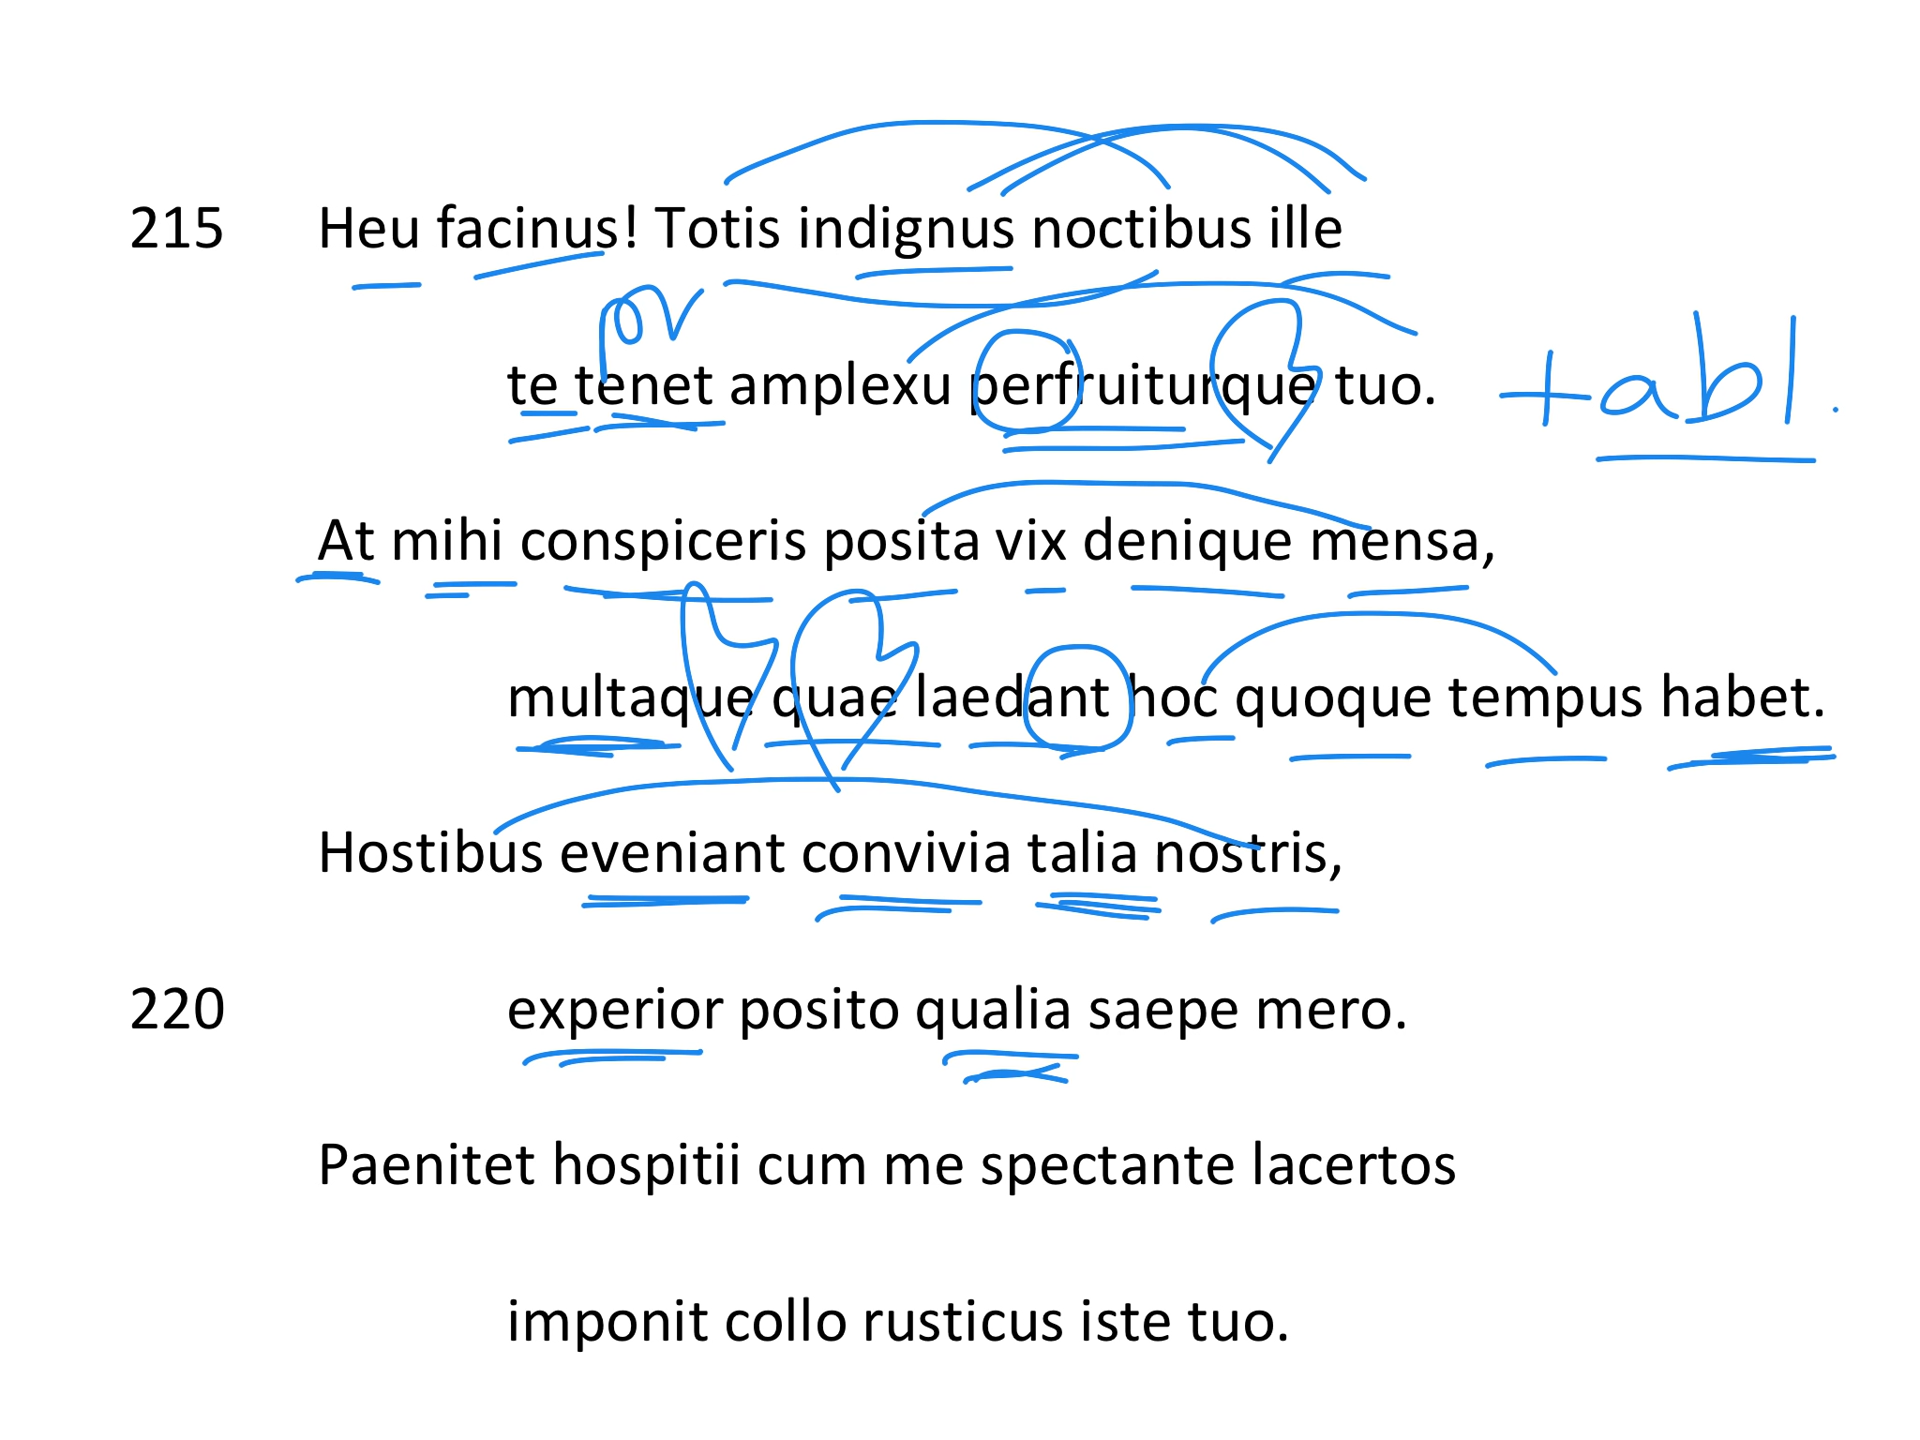 215 Heu facinus! Totis indignus noctibus ille
te tenet amplexu perfruiturque tuo. + abl.
At mihi conspiceris posita vix denique mensa,
multaque quae laedant hoc quoque tempus habet.
Hostibus eveniant convivia talia nostris,
220 experior posito qualia saepe mero.
Paenitet hospitii cum me spectante lacertos
imponit collo rusticus iste tuo.